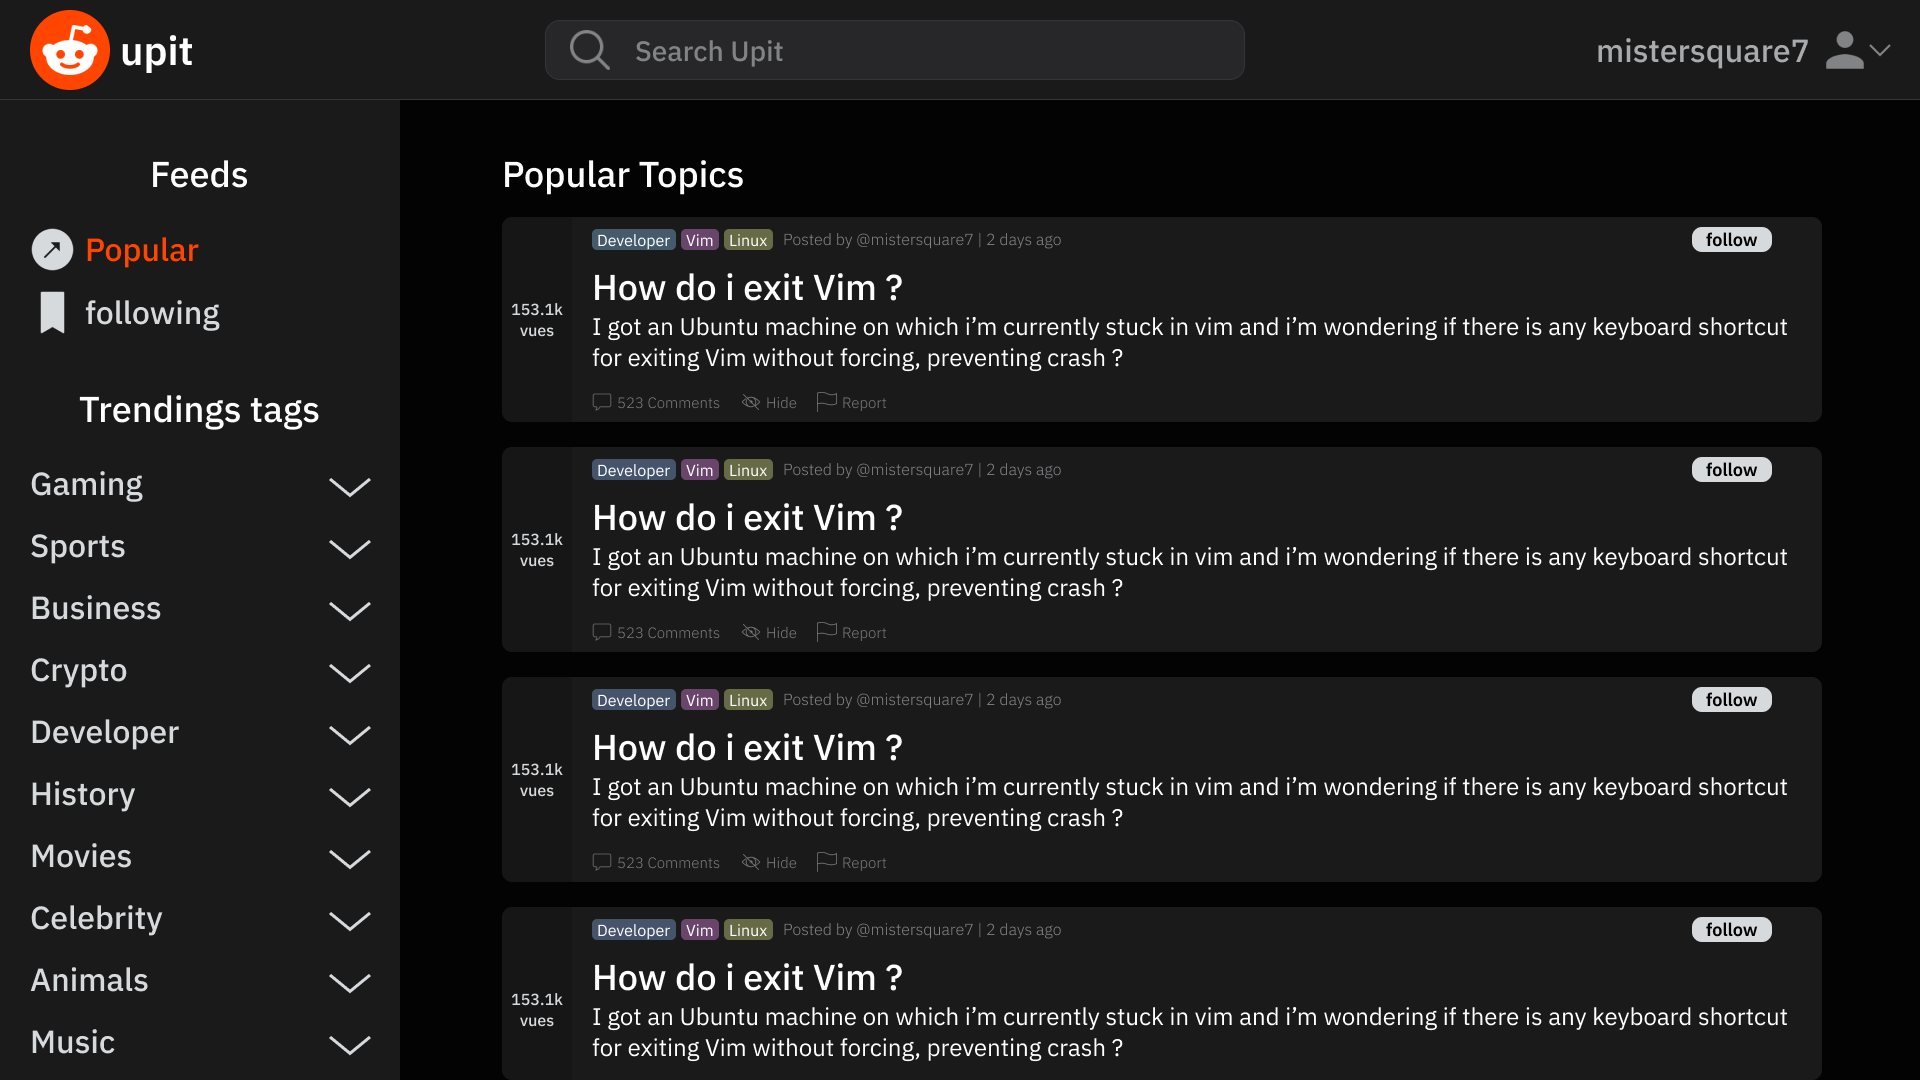 upit
Search Upit
mistersquare7
Feeds
Popular
following
Trendings tags
Gaming
Sports
Business
Crypto
Developer
History
Movies
Celebrity
Animals
Music
Popular Topics
153.1k
vues
Developer Vim Linux Posted by @mistersquare7 | 2 days ago
follow
How do i exit Vim ?
I got an Ubuntu machine on which i’m currently stuck in vim and i’m wondering if there is any keyboard shortcut
for exiting Vim without forcing, preventing crash ?
523 Comments Hide Report
153.1k
vues
Developer Vim Linux Posted by @mistersquare7 | 2 days ago
follow
How do i exit Vim ?
I got an Ubuntu machine on which i’m currently stuck in vim and i’m wondering if there is any keyboard shortcut
for exiting Vim without forcing, preventing crash ?
523 Comments Hide Report
153.1k
vues
Developer Vim Linux Posted by @mistersquare7 | 2 days ago
follow
How do i exit Vim ?
I got an Ubuntu machine on which i’m currently stuck in vim and i’m wondering if there is any keyboard shortcut
for exiting Vim without forcing, preventing crash ?
523 Comments Hide Report
153.1k
vues
Developer Vim Linux Posted by @mistersquare7 | 2 days ago
follow
How do i exit Vim ?
I got an Ubuntu machine on which i’m currently stuck in vim and i’m wondering if there is any keyboard shortcut
for exiting Vim without forcing, preventing crash ?